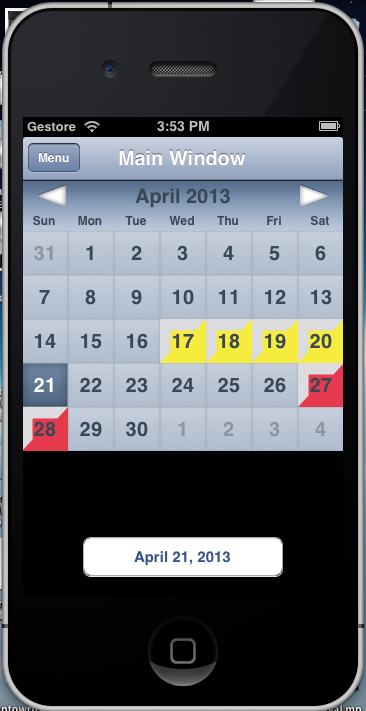 Gestore 3:53 PM
Menu Main Window
April 2013
Sun Mon Tue Wed Thu Fri Sat
31 1 2 3 4 5 6
7 8 9 10 11 12 13
14 15 16 17 18 19 20
21 22 23 24 25 26 27
28 29 30 1 2 3 4
April 21, 2013